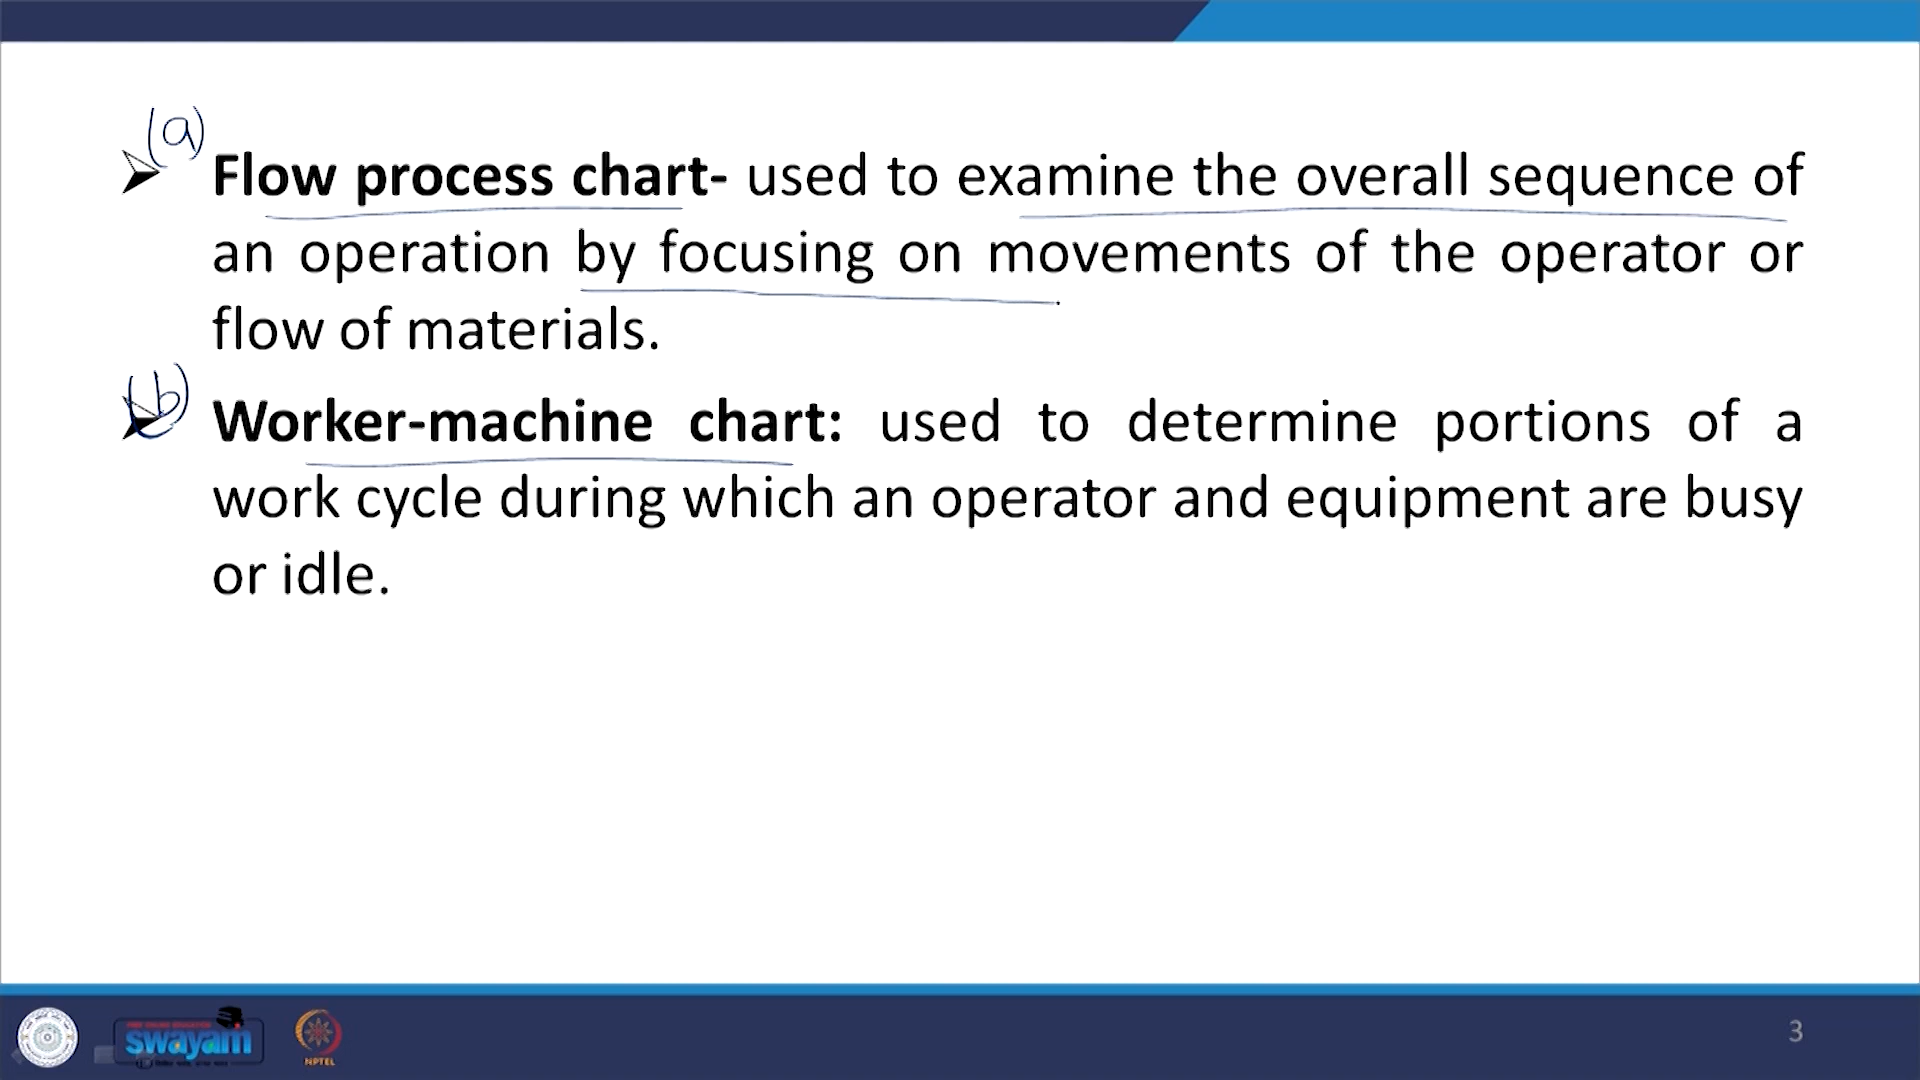 (a)
Flow process chart- used to examine the overall sequence of
an operation by focusing on movements of the operator or
flow of materials.
(b)
Worker-machine chart: used to determine portions of a
work cycle during which an operator and equipment are busy
or idle.
swayam
NPTEL
3